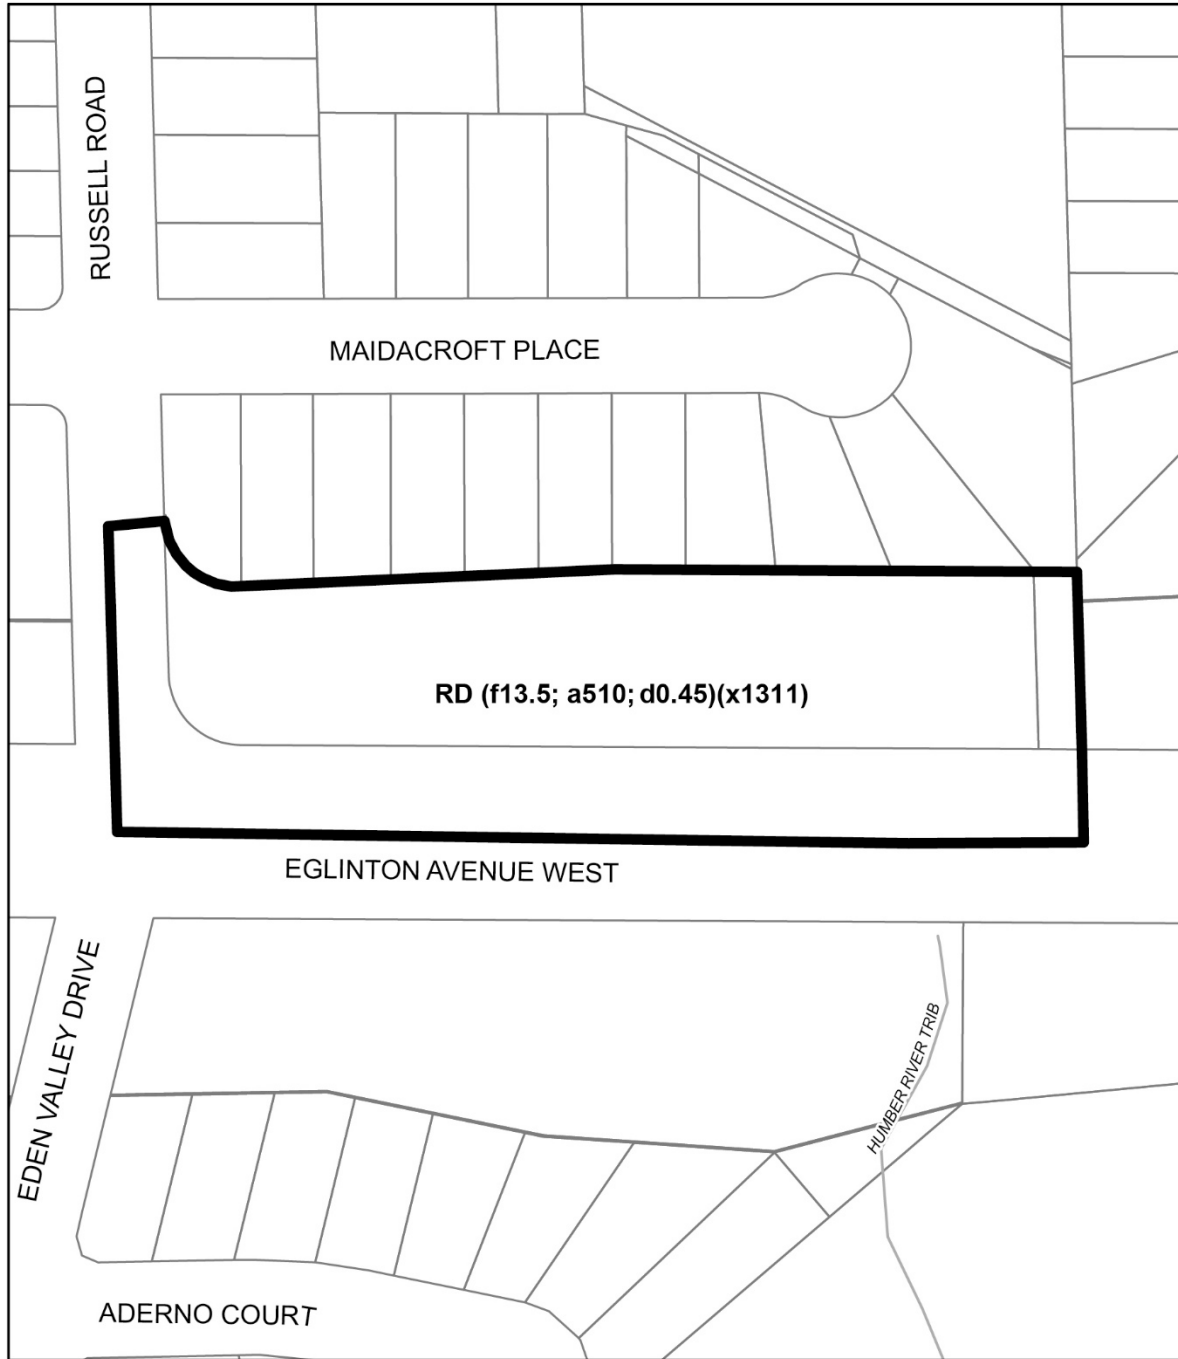 RUSSELL ROAD
MAIDACROFT PLACE
RD (f13.5; a510; d0.45)(x1311)
EGLINTON AVENUE WEST
EDEN VALLEY DRIVE
HUMBER RIVER TRIB
ADERNO COURT